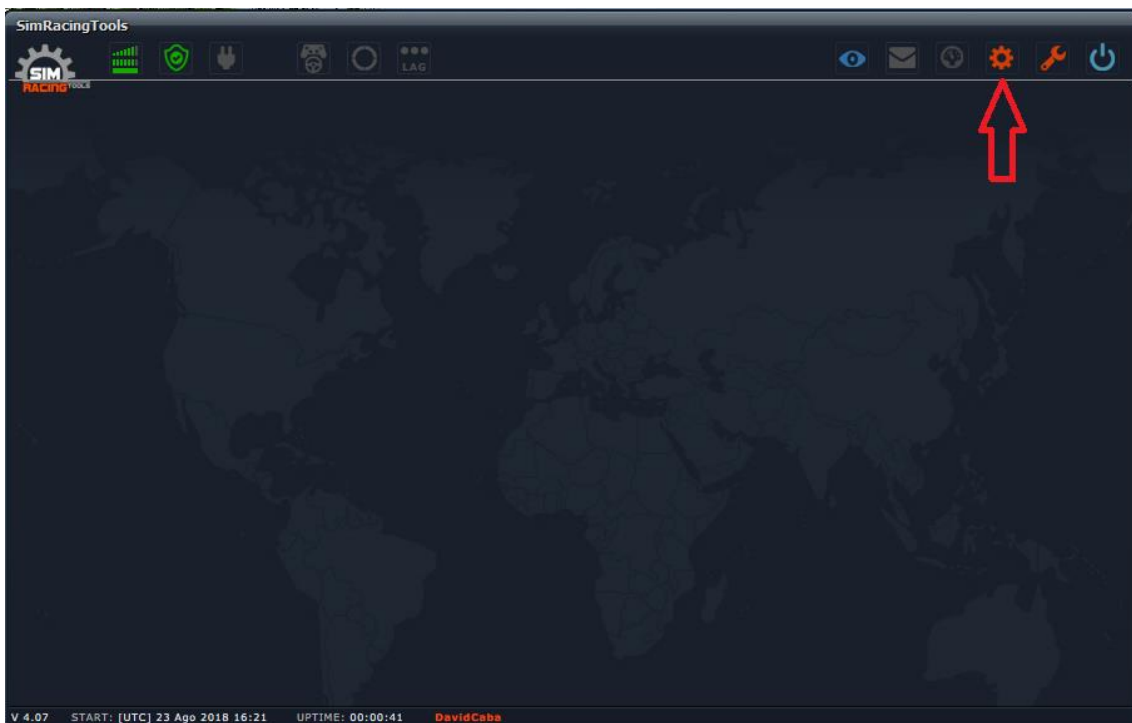 SimRacingTools
SIM
RACING TOOLS
LAG
V 4.07 START: [UTC] 23 Ago 2018 16:21 UPTIME: 00:00:41 DavidCaba